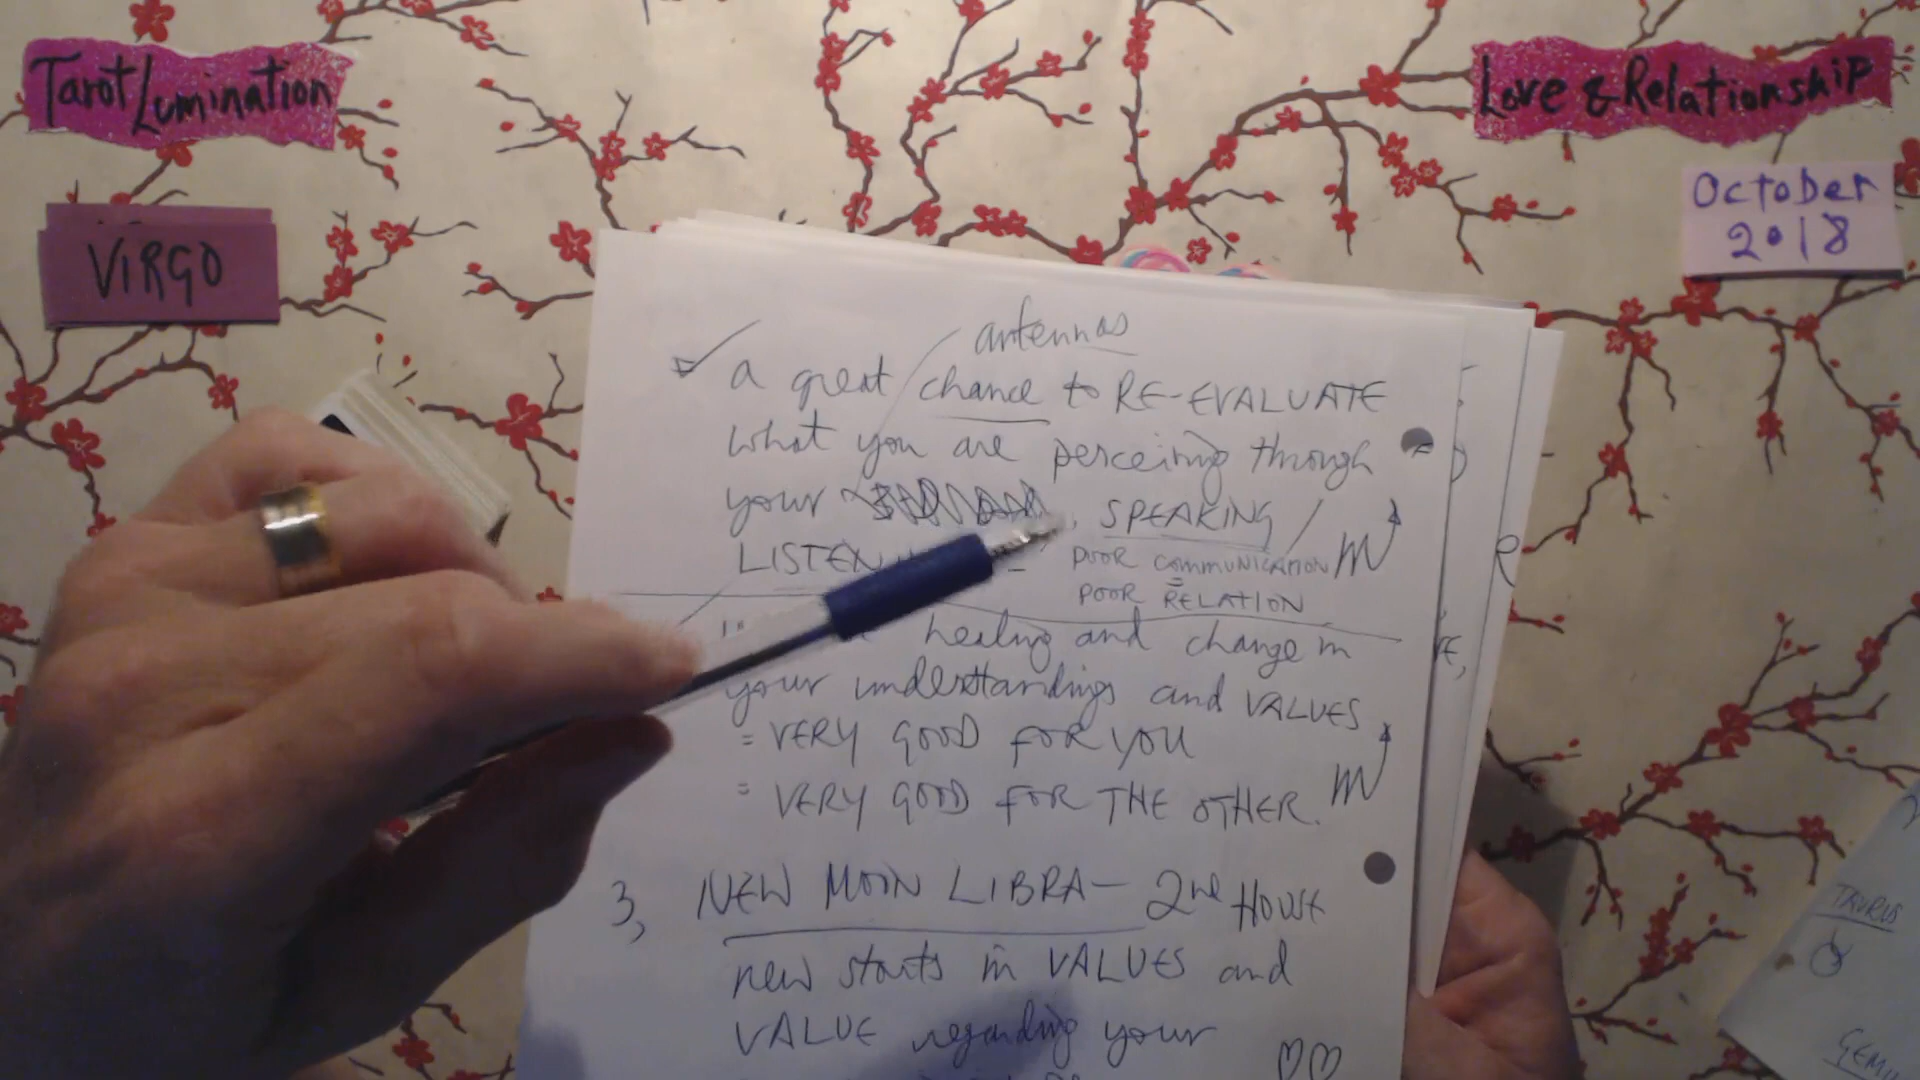 Tarot Lumination
Love & RelationshiP
VIRGO
OcTober
2018
antennas
a great chance to RE-EVALUATE
what you are perceiving through
your , SPEAKING
POOR COMMUNICATION
=
POOR RELATION
healing and change in
your understandings and VALUES
= VERY GOOD FOR YOU
= VERY GOOD FOR THE OTHER.
3, NEW MOON LIBRA - 2nd House
new starts in VALUES and
VALUE regarding your
TAURUS